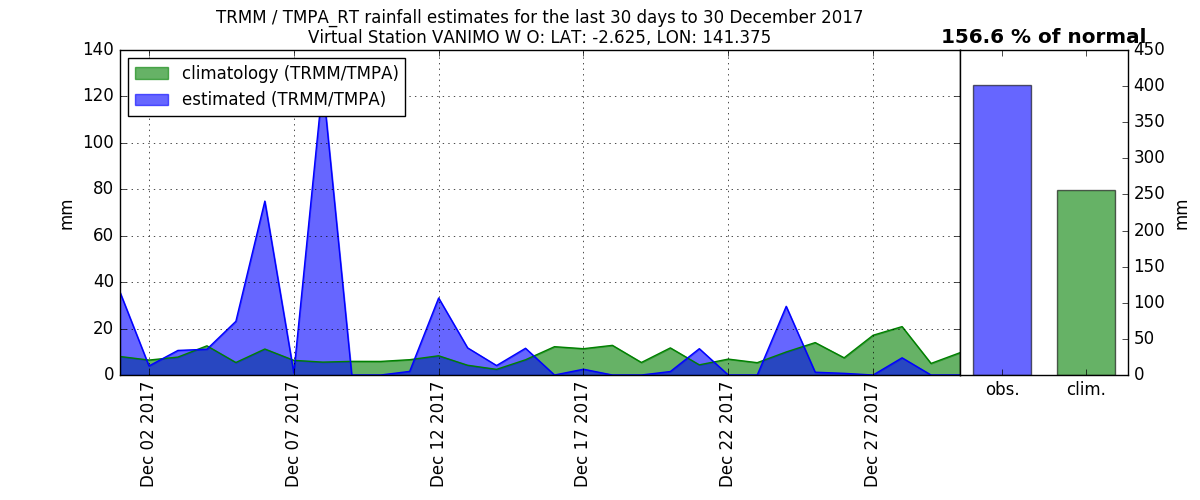 TRMM / TMPA_RT rainfall estimates for the last 30 days to 30 December 2017
Virtual Station VANIMO W O: LAT: -2.625, LON: 141.375
156.6 % of normal
climatology (TRMM/TMPA)
estimated (TRMM/TMPA)
mm
140
120
100
80
60
40
20
0
Dec 02 2017
Dec 07 2017
Dec 12 2017
Dec 17 2017
Dec 22 2017
Dec 27 2017
obs.
clim.
450
400
350
300
250
200
150
100
50
0
mm